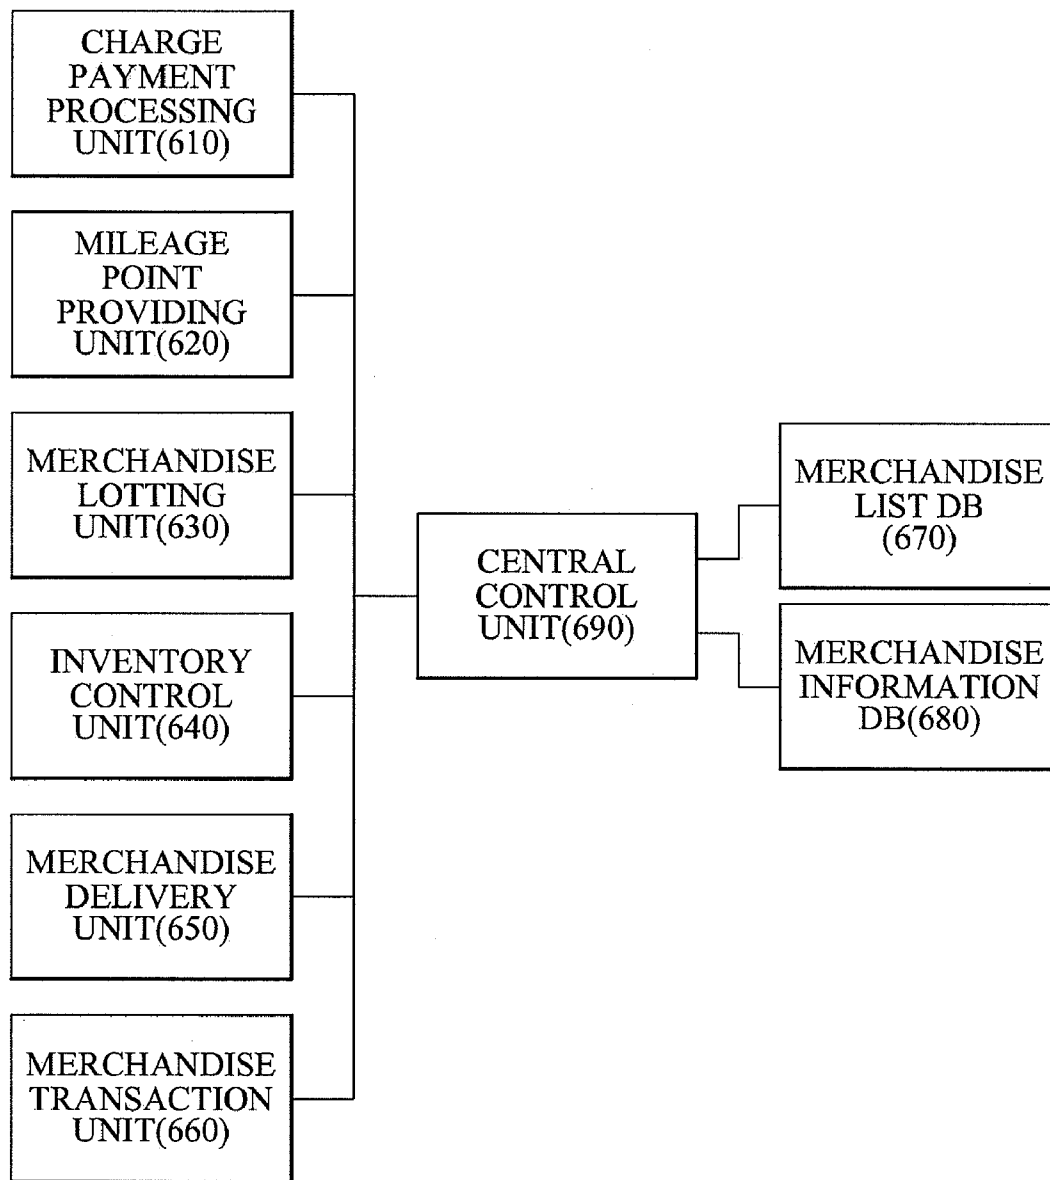 CHARGE
PAYMENT
PROCESSING
UNIT(610)
MILEAGE
POINT
PROVIDING
UNIT(620)
MERCHANDISE
LOTTING
UNIT(630)
INVENTORY
CONTROL
UNIT(640)
MERCHANDISE
DELIVERY
UNIT(650)
MERCHANDISE
TRANSACTION
UNIT(660)
CENTRAL
CONTROL
UNIT(690)
MERCHANDISE
LIST DB
(670)
MERCHANDISE
INFORMATION
DB(680)